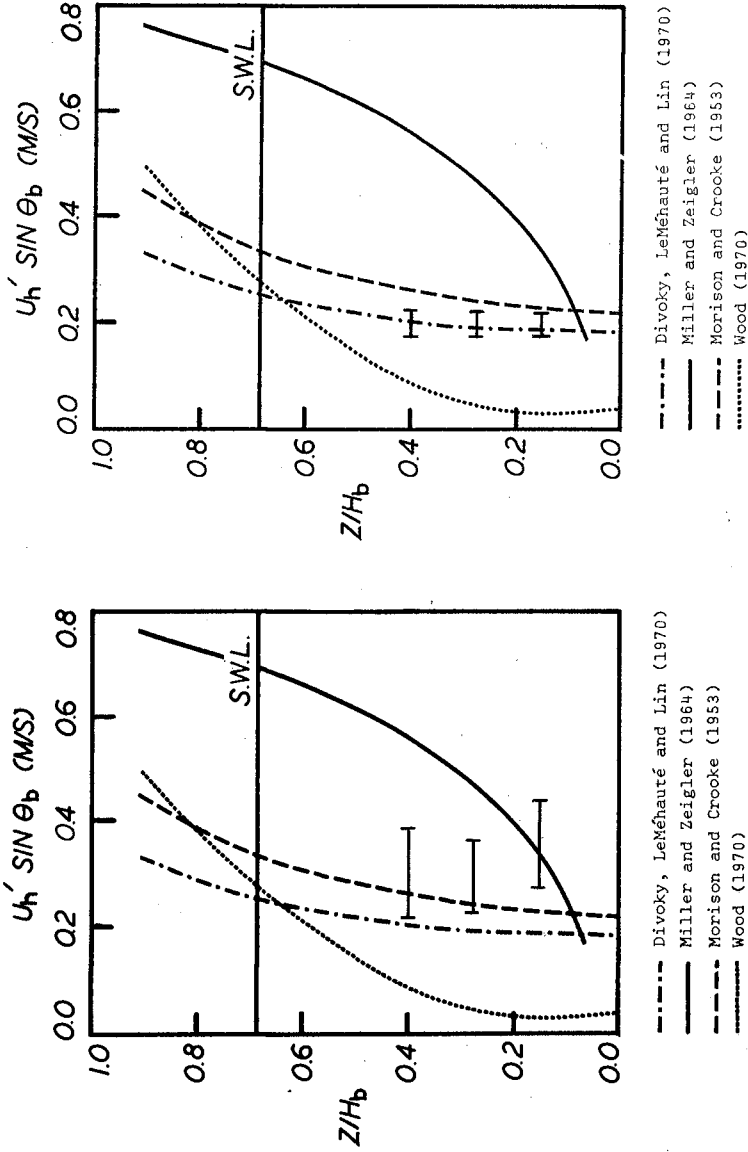 U_h' SIN Θ_b (M/S)
0.0 0.2 0.4 0.6 0.8
1.0
0.8
S.W.L.
0.6
Z/H_b
0.4
0.2
0.0
Divoky, LeMéhauté and Lin (1970)
Miller and Zeigler (1964)
Morison and Crooke (1953)
Wood (1970)
U_h' SIN Θ_b (M/S)
0.0 0.2 0.4 0.6 0.8
1.0
0.8
S.W.L.
0.6
Z/H_b
0.4
0.2
0.0
Divoky, LeMéhauté and Lin (1970)
Miller and Zeigler (1964)
Morison and Crooke (1953)
Wood (1970)